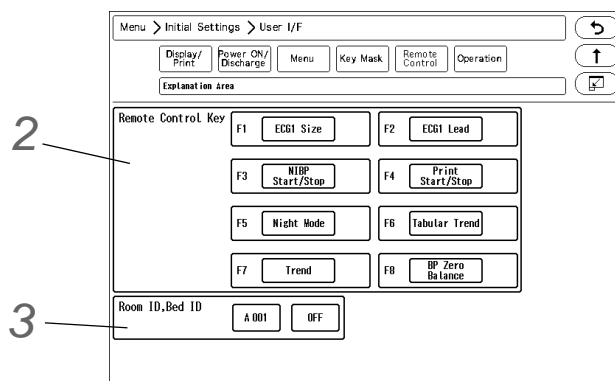 Menu > Initial Settings > User I/F
Display/
Print
Power ON/
Discharge
Menu
Key Mask
Remote
Control
Operation
Explanation Area
2
Remote Control Key
F1 ECG1 Size
F2 ECG1 Lead
F3 NIBP
Start/Stop
F4 Print
Start/Stop
F5 Night Mode
F6 Tabular Trend
F7 Trend
F8 BP Zero
Balance
3
Room ID,Bed ID
A 001
OFF